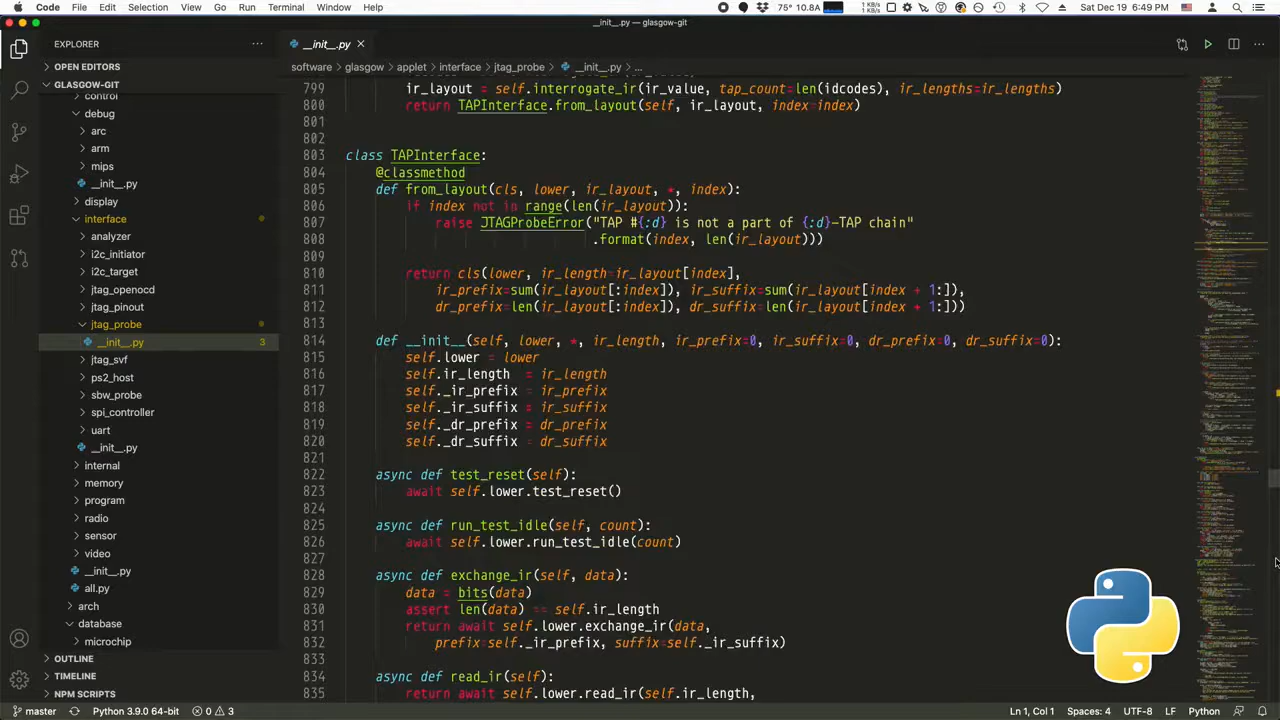 Code File Edit Selection View Go Run Terminal Window Help
75° 10.8A 1 KB/s 1 KB/s Sat Dec 19 6:49 PM
__init__.py — glasgow-git
EXPLORER
OPEN EDITORS
GLASGOW-GIT
control
debug
arc
arm
mips
__init__.py
display
interface
analyzer
i2c_initiator
i2c_target
jtag_openocd
jtag_pinout
jtag_probe
__init__.py 3
jtag_svf
ps2_host
sbw_probe
spi_controller
uart
__init__.py
internal
memory
program
radio
sensor
video
__init__.py
all.py
arch
database
microchip
OUTLINE
TIMELINE
NPM SCRIPTS
__init__.py
software glasgow applet interface jtag_probe __init__.py ...
799 ir_layout = self.interrogate_ir(ir_value, tap_count=len(idcodes), ir_lengths=ir_lengths)
800 return TAPInterface.from_layout(self, ir_layout, index=index)
801
802
803 class TAPInterface:
804 @classmethod
805 def from_layout(cls, lower, ir_layout, *, index):
806 if index not in range(len(ir_layout)):
807 raise JTAGProbeError("TAP #{:d} is not a part of {:d}-TAP chain"
808 .format(index, len(ir_layout)))
809
810 return cls(lower, ir_length=ir_layout[index],
811 ir_prefix=sum(ir_layout[:index]), ir_suffix=sum(ir_layout[index + 1:]),
812 dr_prefix=len(ir_layout[:index]), dr_suffix=len(ir_layout[index + 1:]))
813
814 def __init__(self, lower, *, ir_length, ir_prefix=0, ir_suffix=0, dr_prefix=0, dr_suffix=0):
815 self.lower = lower
816 self.ir_length = ir_length
817 self._ir_prefix = ir_prefix
818 self._ir_suffix = ir_suffix
819 self._dr_prefix = dr_prefix
820 self._dr_suffix = dr_suffix
821
822 async def test_reset(self):
823 await self.lower.test_reset()
824
825 async def run_test_idle(self, count):
826 await self.lower.run_test_idle(count)
827
828 async def exchange_ir(self, data):
829 data = bits(data)
830 assert len(data) == self.ir_length
831 return await self.lower.exchange_ir(data,
832 prefix=self._ir_prefix, suffix=self._ir_suffix)
833
834 async def read_ir(self):
835 return await self.lower.read_ir(self.ir_length,
master Python 3.9.0 64-bit 0 3 Ln 1, Col 1 Spaces: 4 UTF-8 LF Python